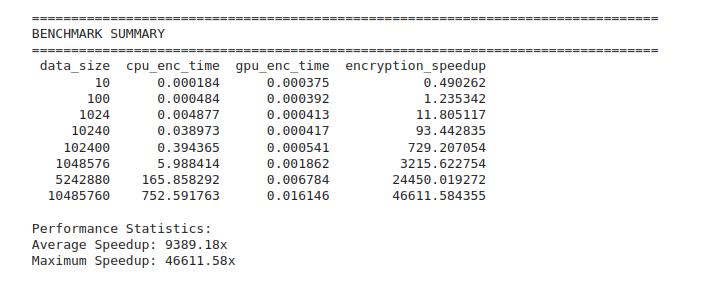 ================================================================================
BENCHMARK SUMMARY
================================================================================
data_size  cpu_enc_time  gpu_enc_time  encryption_speedup
10      0.000184      0.000375            0.490262
100      0.000484      0.000392            1.235342
1024      0.004877      0.000413           11.805117
10240      0.038973      0.000417           93.442835
102400      0.394365      0.000541          729.207054
1048576      5.988414      0.001862         3215.622754
5242880    165.858292      0.006784        24450.019272
10485760    752.591763      0.016146        46611.584355
Performance Statistics:
Average Speedup: 9389.18x
Maximum Speedup: 46611.58x